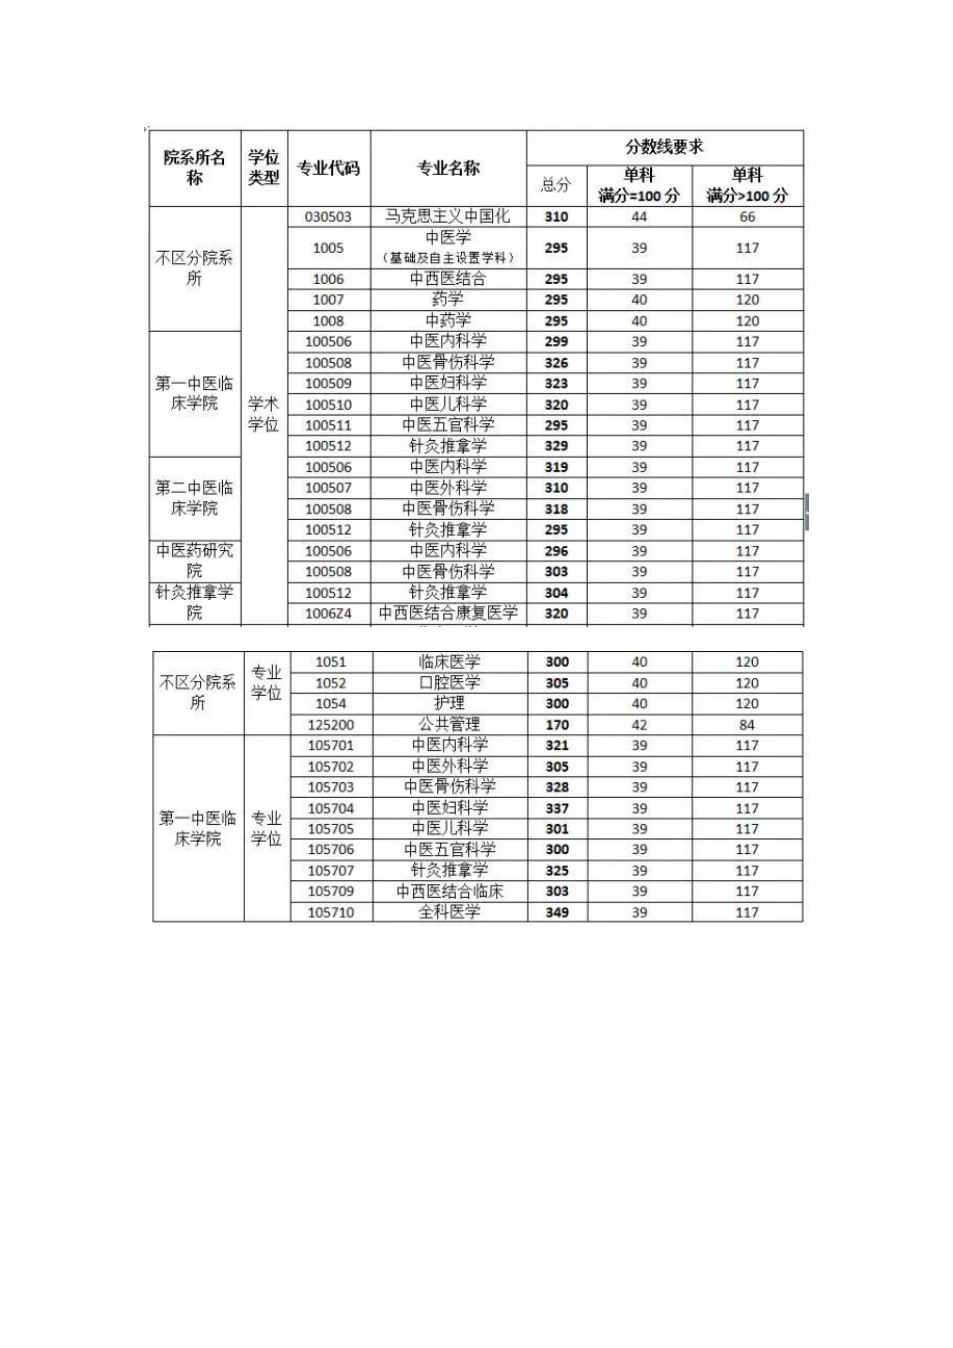 院系所名称 学位类型 专业代码 专业名称 分数线要求
总分 单科满分=100分 单科满分>100分
不区分院系所 学术学位 030503 马克思主义中国化 310 44 66
1005 中医学（基础及自主设置学科） 295 39 117
1006 中西医结合 295 39 117
1007 药学 295 40 120
1008 中药学 295 40 120
第一中医临床学院 100506 中医内科学 299 39 117
100508 中医骨伤科学 326 39 117
100509 中医妇科学 323 39 117
100510 中医儿科学 320 39 117
100511 中医五官科学 295 39 117
100512 针灸推拿学 329 39 117
第二中医临床学院 100506 中医内科学 319 39 117
100507 中医外科学 310 39 117
100508 中医骨伤科学 318 39 117
100512 针灸推拿学 295 39 117
中医药研究院 100506 中医内科学 296 39 117
100508 中医骨伤科学 303 39 117
针灸推拿学院 100512 针灸推拿学 304 39 117
1006Z4 中西医结合康复医学 320 39 117
不区分院系所 专业学位 1051 临床医学 300 40 120
1052 口腔医学 305 40 120
1054 护理 300 40 120
125200 公共管理 170 42 84
第一中医临床学院 专业学位 105701 中医内科学 321 39 117
105702 中医外科学 305 39 117
105703 中医骨伤科学 328 39 117
105704 中医妇科学 337 39 117
105705 中医儿科学 301 39 117
105706 中医五官科学 300 39 117
105707 针灸推拿学 325 39 117
105709 中西医结合临床 303 39 117
105710 全科医学 349 39 117